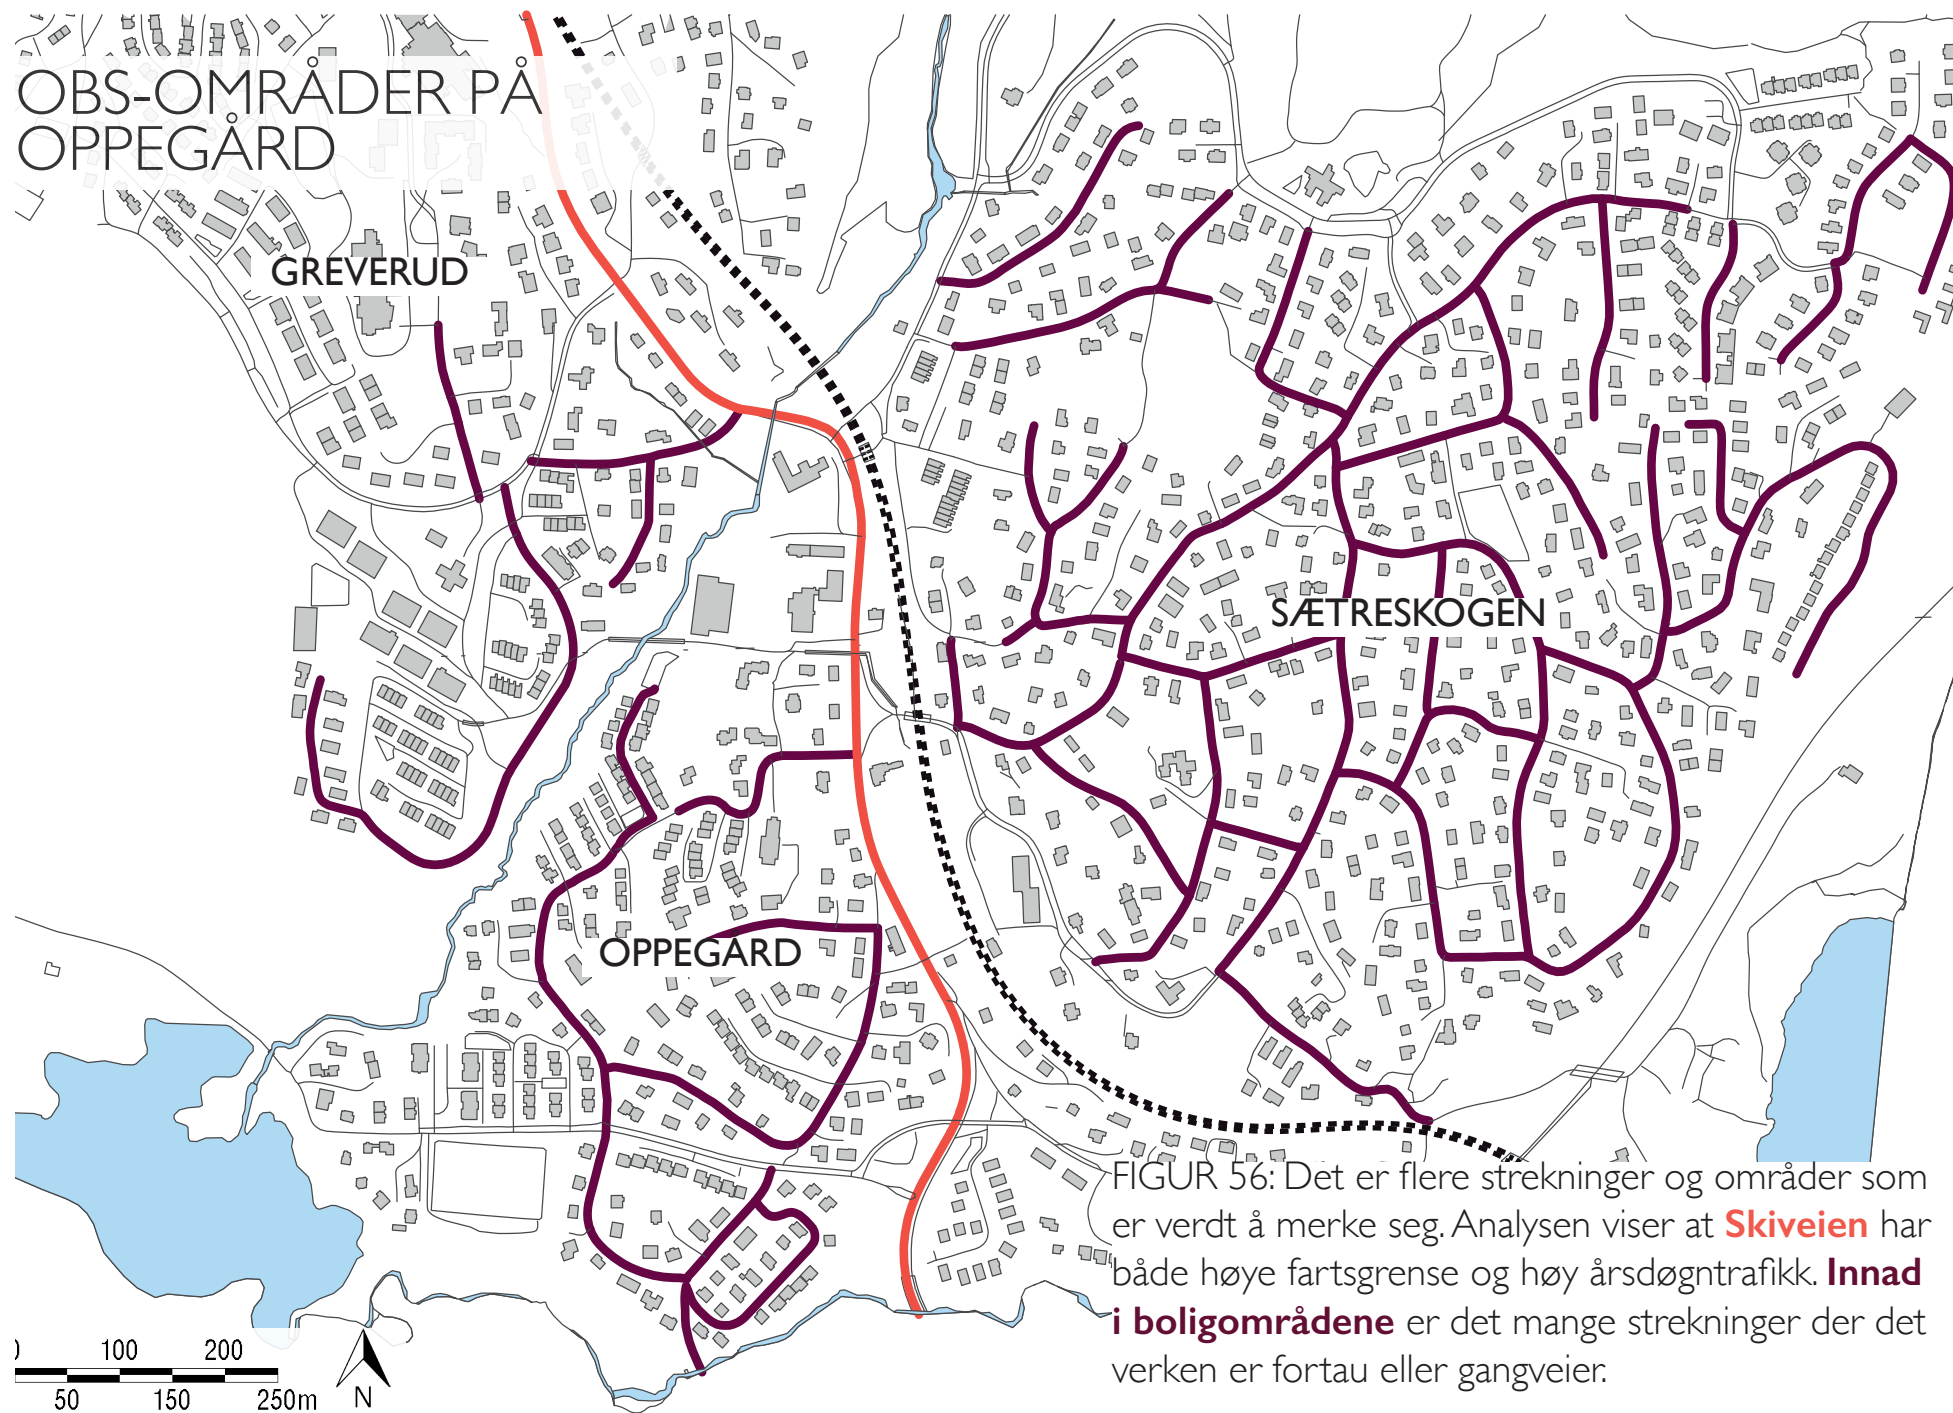 OBS-OMRÅDER PÅ
OPPEGÅRD
GREVERUD
SÆTRESKOGEN
OPPEGÅRD
FIGUR 56: Det er flere strekninger og områder som
er verdt å merke seg. Analysen viser at Skiveien har
både høye fartsgrense og høy årsdøgntrafikk. Innad
i boligområdene er det mange strekninger der det
verken er fortau eller gangveier.
100 200
50 150 250m
N